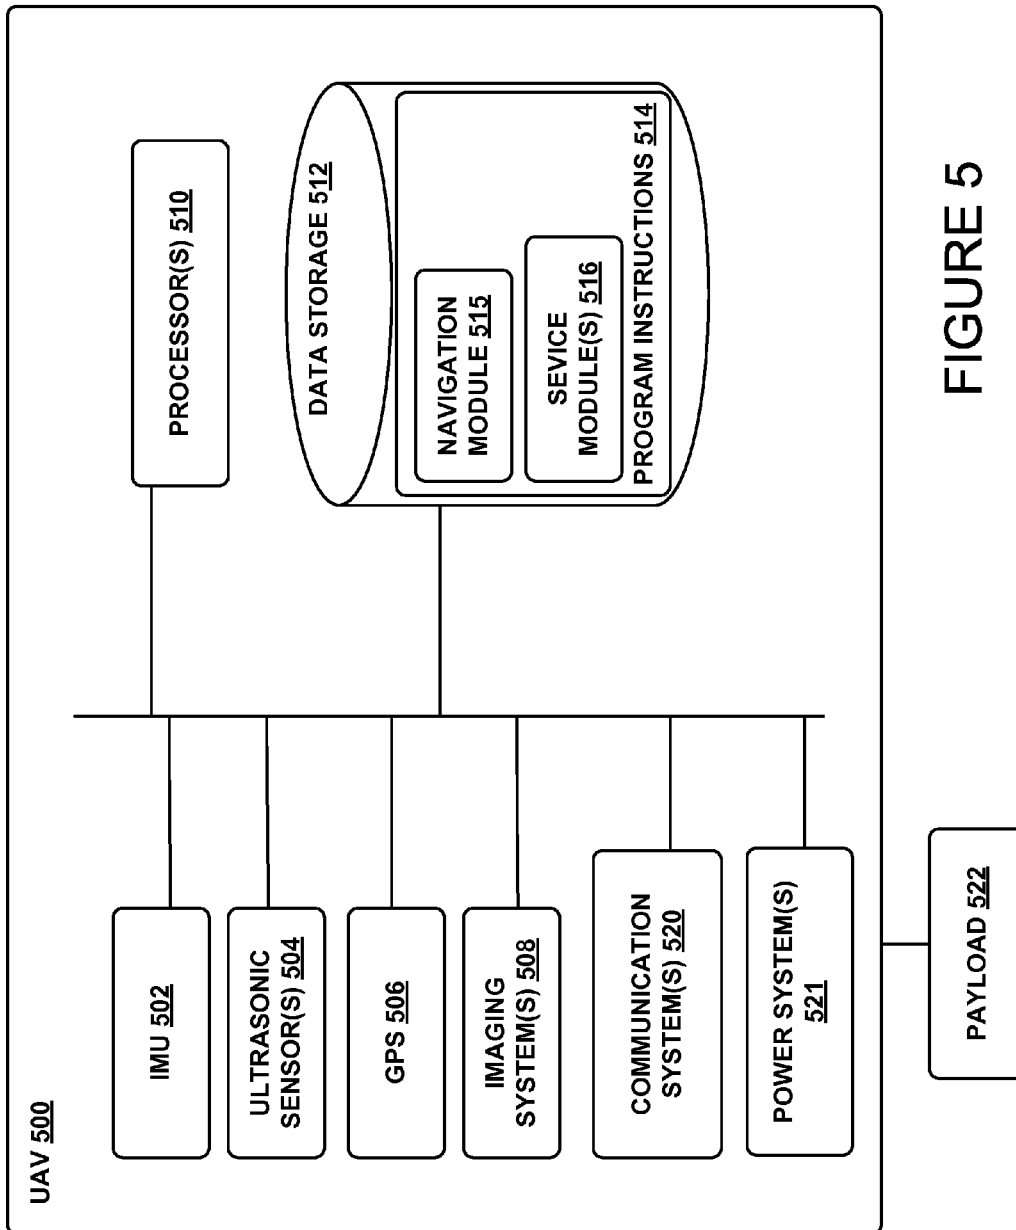 UAV 500
IMU 502
ULTRASONIC
SENSOR(S) 504
GPS 506
IMAGING
SYSTEM(S) 508
COMMUNICATION
SYSTEM(S) 520
POWER SYSTEM(S)
521
PROCESSOR(S) 510
DATA STORAGE 512
NAVIGATION
MODULE 515
SEVICE
MODULE(S) 516
PROGRAM INSTRUCTIONS 514
PAYLOAD 522
FIGURE 5